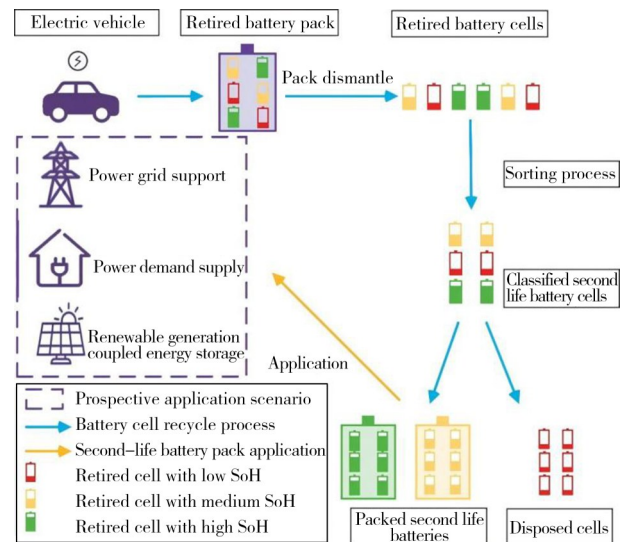 Electric vehicle
Retired battery pack
Retired battery cells
Pack dismantle
Sorting process
Power grid support
Power demand supply
Renewable generation
coupled energy storage
Classified second
life battery cells
Application
Prospective application scenario
Battery cell recycle process
Second-life battery pack application
Retired cell with low SoH
Retired cell with medium SoH
Retired cell with high SoH
Packed second life
batteries
Disposed cells